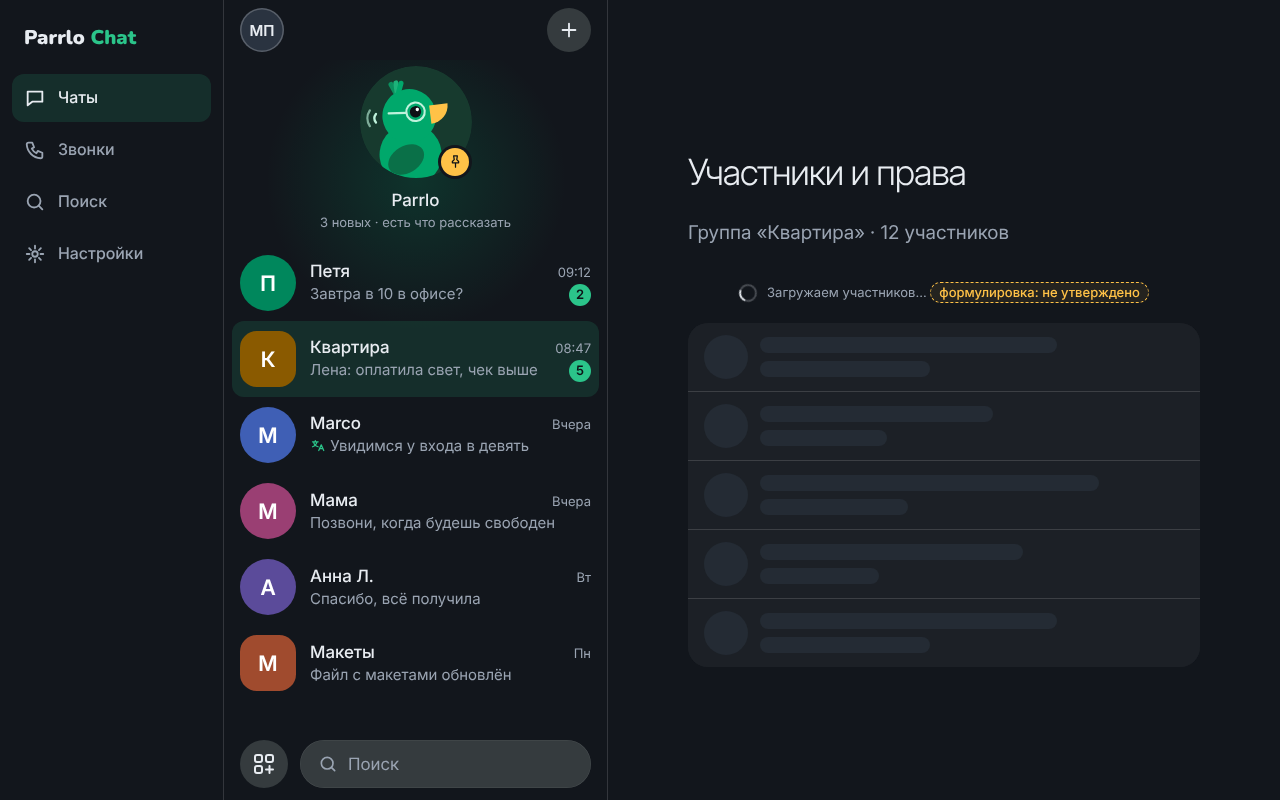 Parrlo Chat
Чаты
Звонки
Поиск
Настройки
МП
Parrlo
3 новых · есть что рассказать
П
Петя
09:12
Завтра в 10 в офисе?
2
К
Квартира
08:47
Лена: оплатила свет, чек выше
5
M
Marco
Вчера
Увидимся у входа в девять
М
Мама
Вчера
Позвони, когда будешь свободен
А
Анна Л.
Вт
Спасибо, всё получила
М
Макеты
Пн
Файл с макетами обновлён
Поиск
Участники и права
Группа «Квартира» · 12 участников
Загружаем участников… формулировка: не утверждено